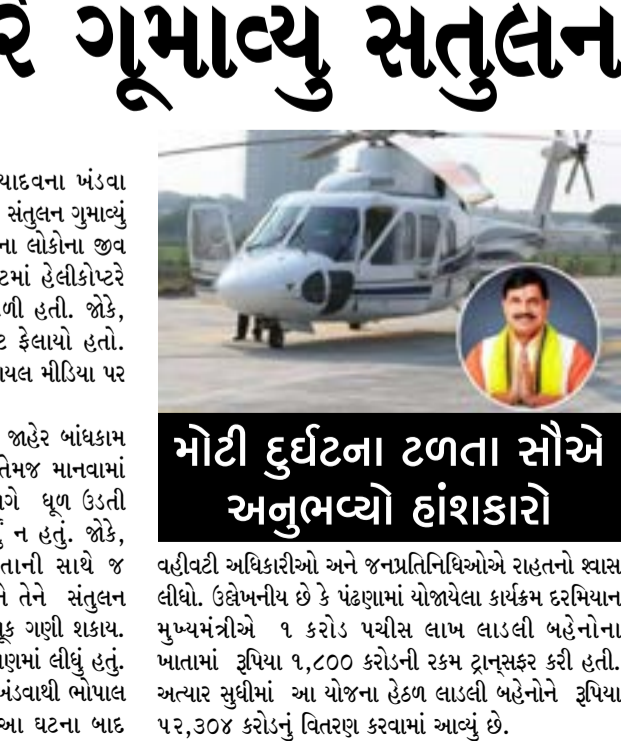 ગૂમાવ્યુ સંતુલન
યાદવના ખંડવા
સંતુલન ગુમાવ્યું
ના લોકોના જીવ
ટમાં હેલીકોપ્ટરે
ળી હતી. જોકે,
ફેલાયો હતો.
ાયલ મીડિયા પર
જાહેર બાંધકામ
તેમજ માનવામાં
ગે ધૂળ ઉડતી
ન હતું. જોકે,
તાની સાથે જ
તેને સંતુલન
ગણી શકાય.
ણમાં લીધું હતું.
ખંડવાથી ભોપાલ
આ ઘટના બાદ
મોટી દુર્ઘટના ટળતા સૌએ
અનુભવ્યો હાંશકારો
વહીવટી અધિકારીઓ અને જનપ્રતિનિધિઓએ રાહતનો શ્વાસ
લીધો. ઉલ્લેખનીય છે કે પંઢણામાં યોજાયેલા કાર્યક્રમ દરમિયાન
મુખ્યમંત્રીએ ૧ કરોડ પચીસ લાખ લાડલી બહેનોના
ખાતામાં રૂપિયા ૧,૮૦૦ કરોડની રકમ ટ્રાન્સફર કરી હતી.
અત્યાર સુધીમાં આ યોજના હેઠળ લાડલી બહેનોને રૂપિયા
૫૨,૩૦૪ કરોડનું વિતરણ કરવામાં આવ્યું છે.